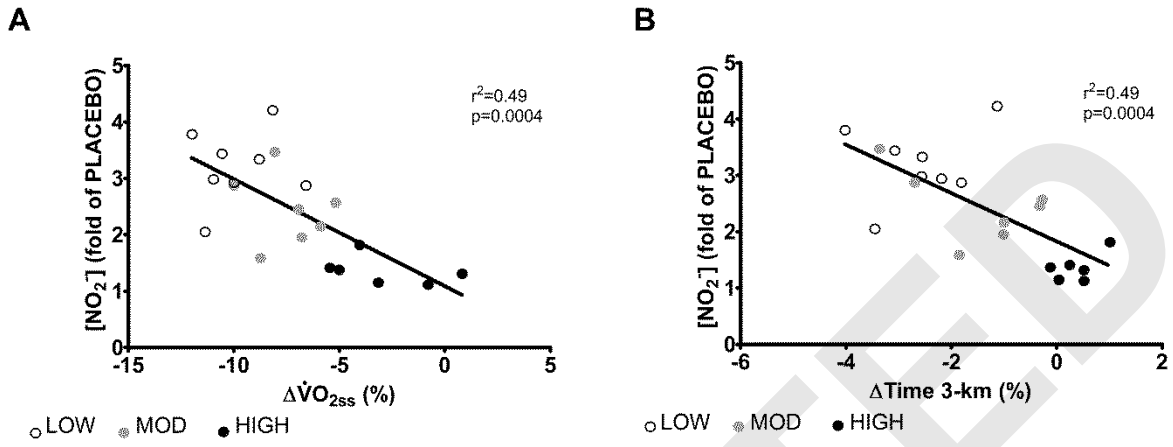 A
[NO₂⁻] (fold of PLACEBO)
5
4
3
2
1
0
r²=0.49
p=0.0004
-15
-10
-5
0
5
ΔV̇O₂ss (%)
LOW MOD HIGH
B
[NO₂⁻] (fold of PLACEBO)
5
4
3
2
1
0
r²=0.49
p=0.0004
-6
-4
-2
0
2
ΔTime 3-km (%)
LOW MOD HIGH
TED